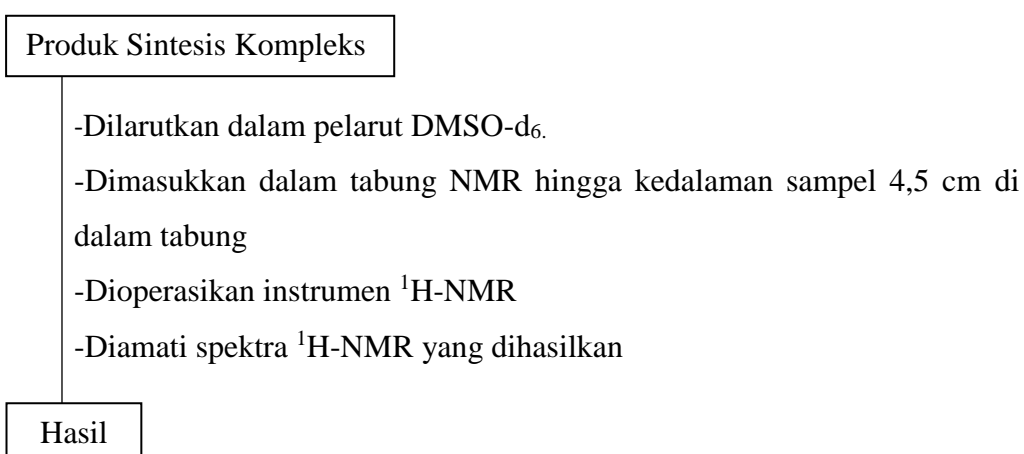 Produk Sintesis Kompleks
-Dilarutkan dalam pelarut DMSO-d₆.
-Dimasukkan dalam tabung NMR hingga kedalaman sampel 4,5 cm di
dalam tabung
-Dioperasikan instrumen ¹H-NMR
-Diamati spektra ¹H-NMR yang dihasilkan
Hasil